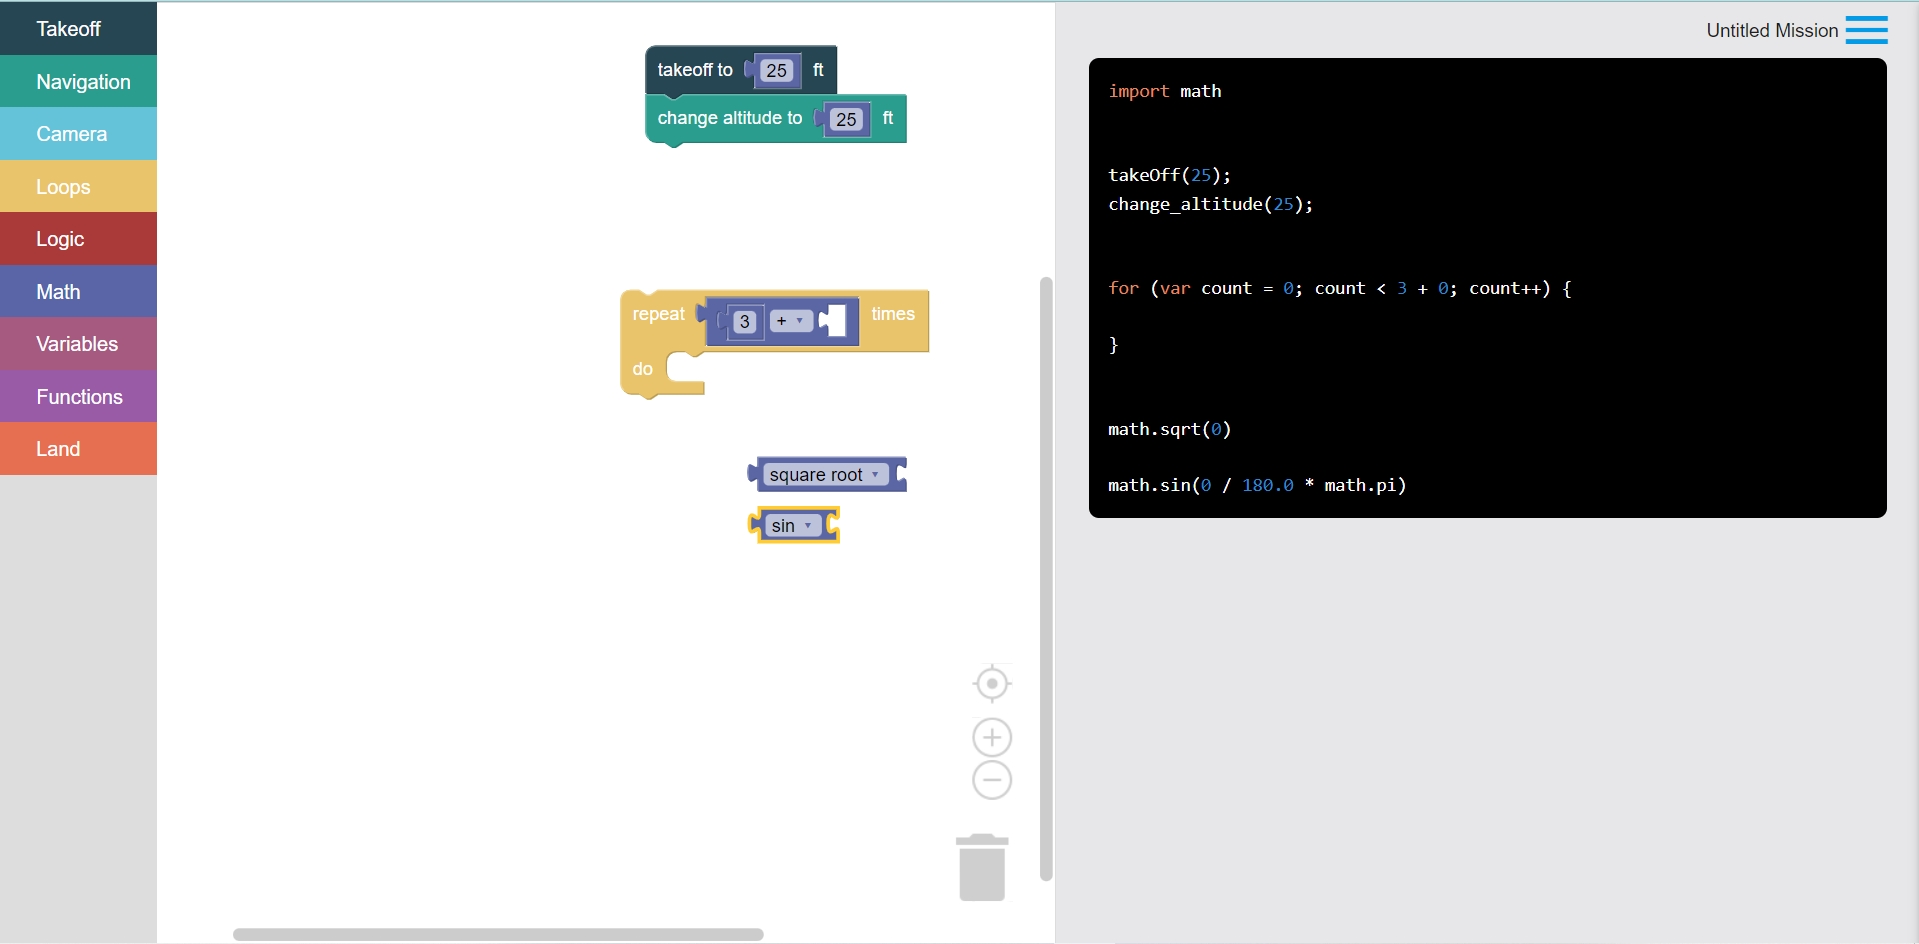 Takeoff
Navigation
Camera
Loops
Logic
Math
Variables
Functions
Land
takeoff to 25 ft
change altitude to 25 ft
repeat 3 + times
do
square root
sin
Untitled Mission
import math
takeOff(25);
change_altitude(25);
for (var count = 0; count < 3 + 0; count++) {
}
math.sqrt(0)
math.sin(0 / 180.0 * math.pi)